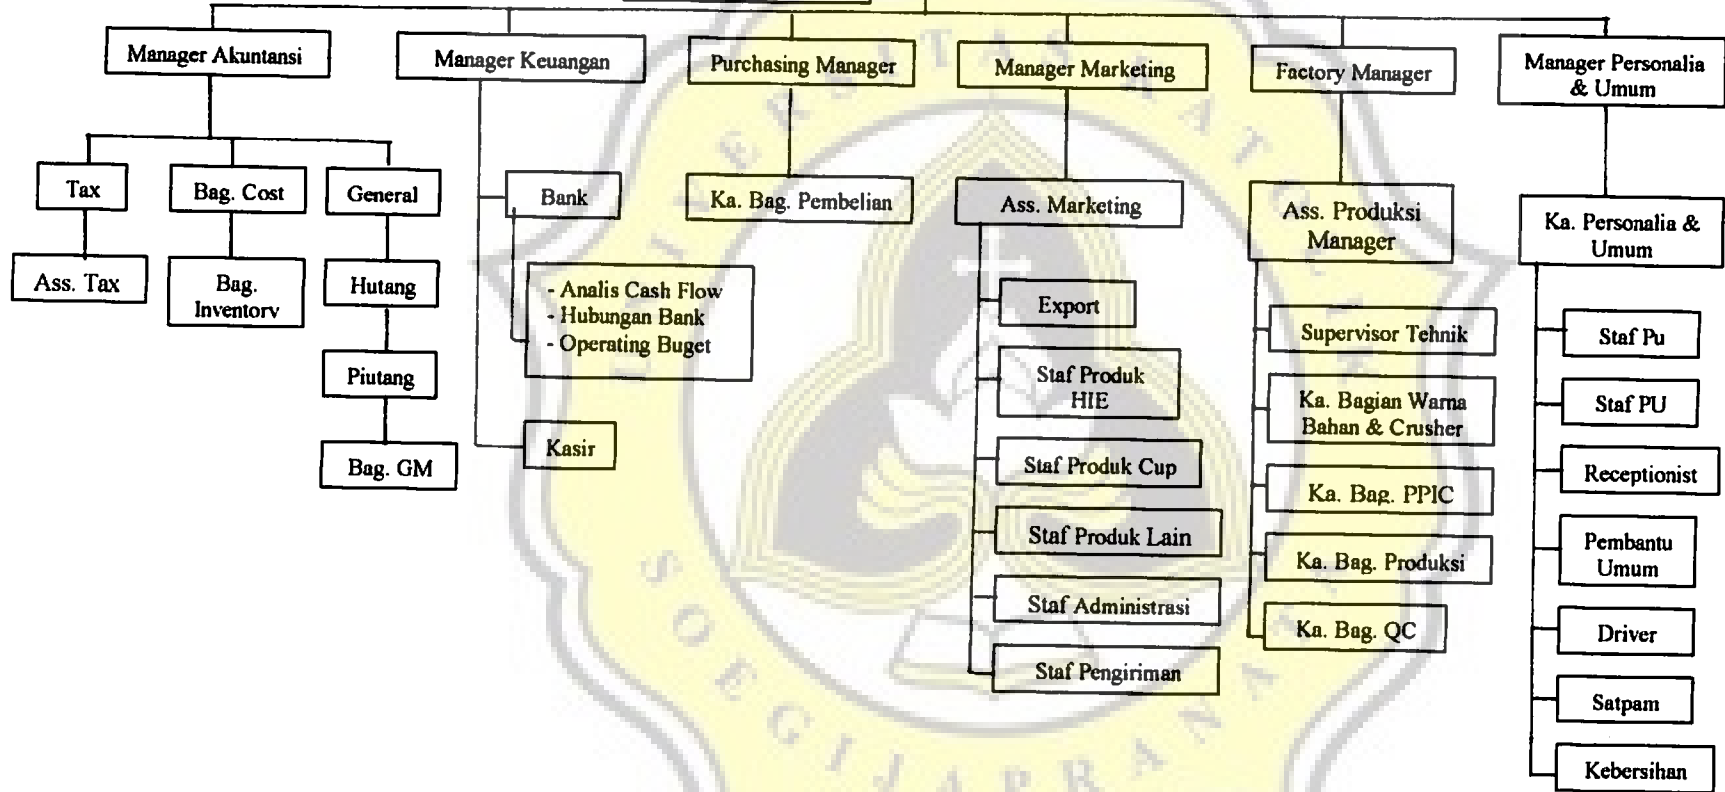 Manager Akuntansi
Manager Keuangan
Purchasing Manager
Manager Marketing
Factory Manager
Manager Personalia
& Umum
Tax
Bag. Cost
General
Bank
Ka. Bag. Pembelian
Ass. Marketing
Ass. Produksi
Manager
Ka. Personalia &
Umum
Ass. Tax
Bag.
Inventory
Hutang
Piutang
Bag. GM
- Analis Cash Flow
- Hubungan Bank
- Operating Buget
Kasir
Export
Staf Produk
HIE
Staf Produk Cup
Staf Produk Lain
Staf Administrasi
Staf Pengiriman
Supervisor Tehnik
Ka. Bagian Warna
Bahan & Crusher
Ka. Bag. PPIC
Ka. Bag. Produksi
Ka. Bag. QC
Staf Pu
Staf PU
Receptionist
Pembantu
Umum
Driver
Satpam
Kebersihan
SOEGIJAPRANATA